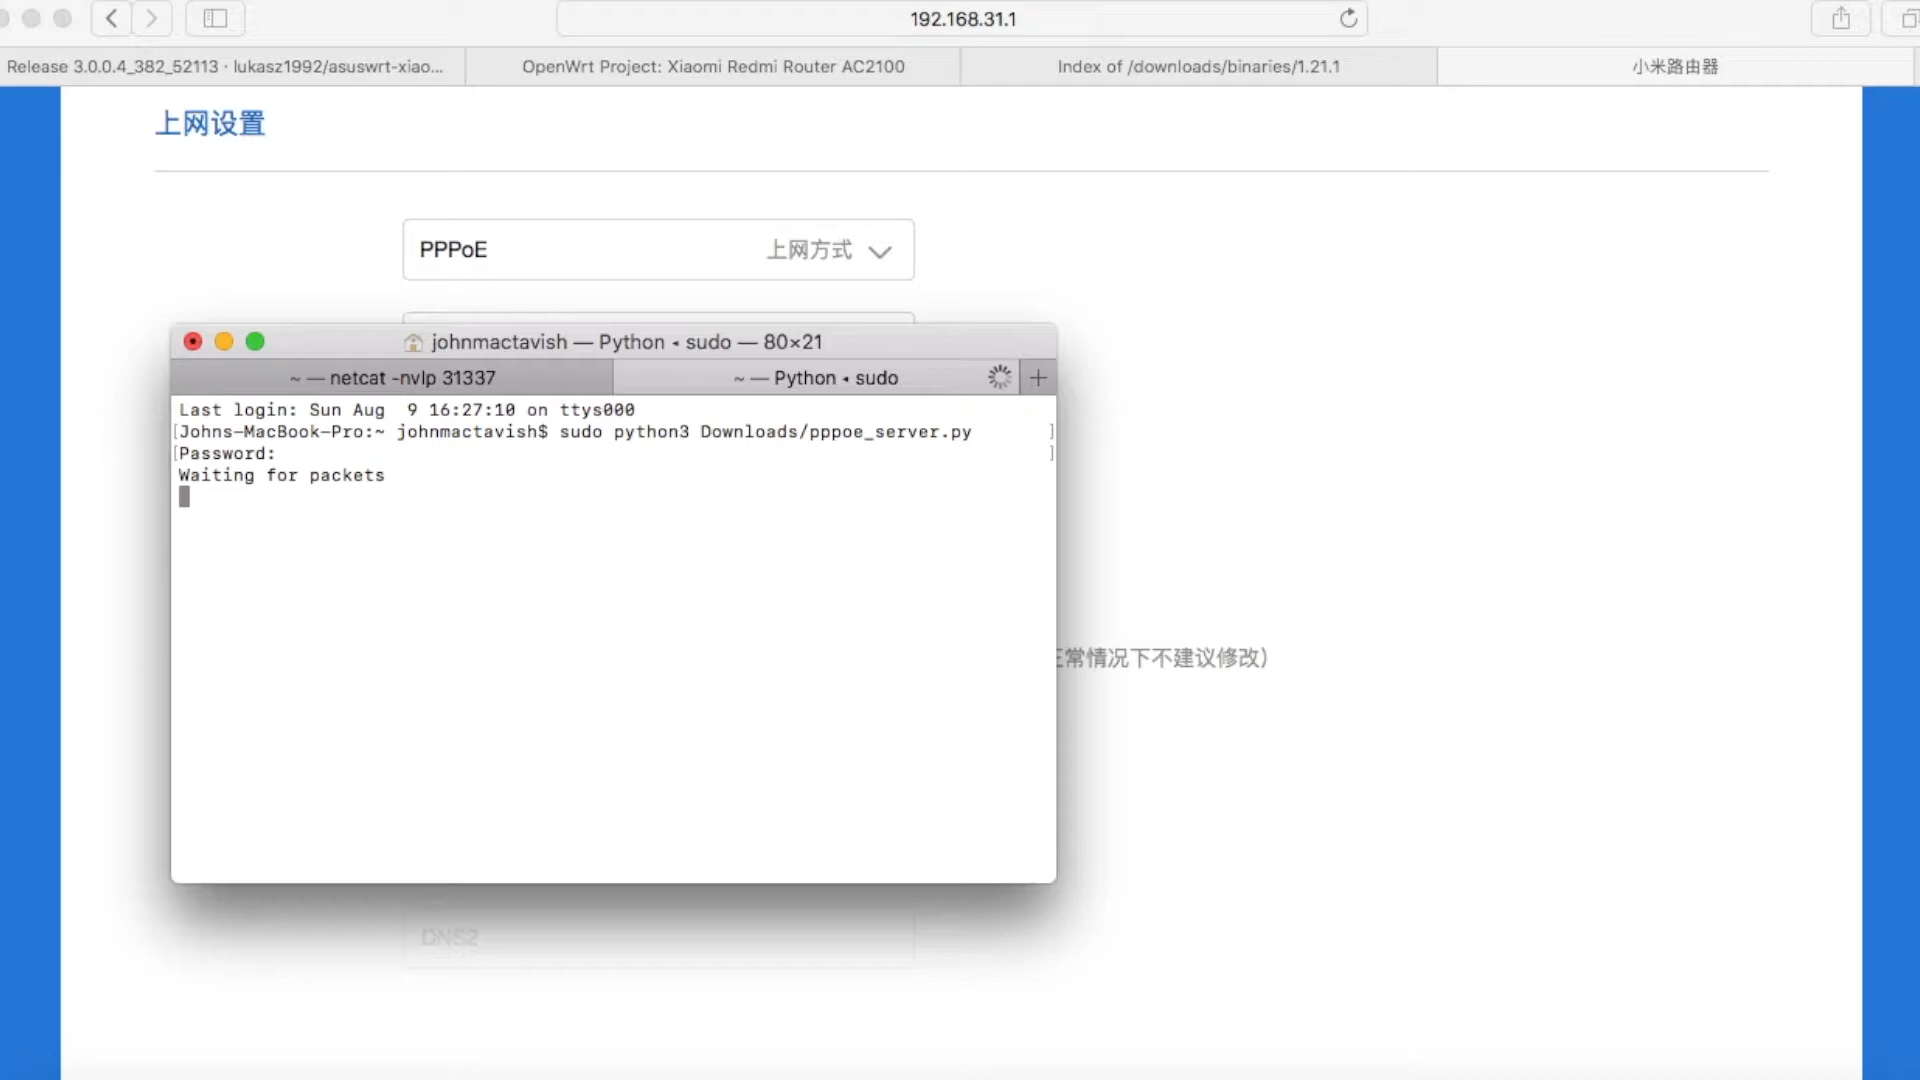 192.168.31.1
Release 3.0.0.4_382_52113 · lukasz1992/asuswrt-xiao...
OpenWrt Project: Xiaomi Redmi Router AC2100
Index of /downloads/binaries/1.21.1
小米路由器
上网设置
PPPoE
上网方式
johnmactavish — Python ◂ sudo — 80×21
~ — netcat -nvlp 31337
~ — Python ◂ sudo
Last login: Sun Aug  9 16:27:10 on ttys000
[Johns-MacBook-Pro:~ johnmactavish$ sudo python3 Downloads/pppoe_server.py ]
[Password: ]
Waiting for packets
常情况下不建议修改）
DNS2